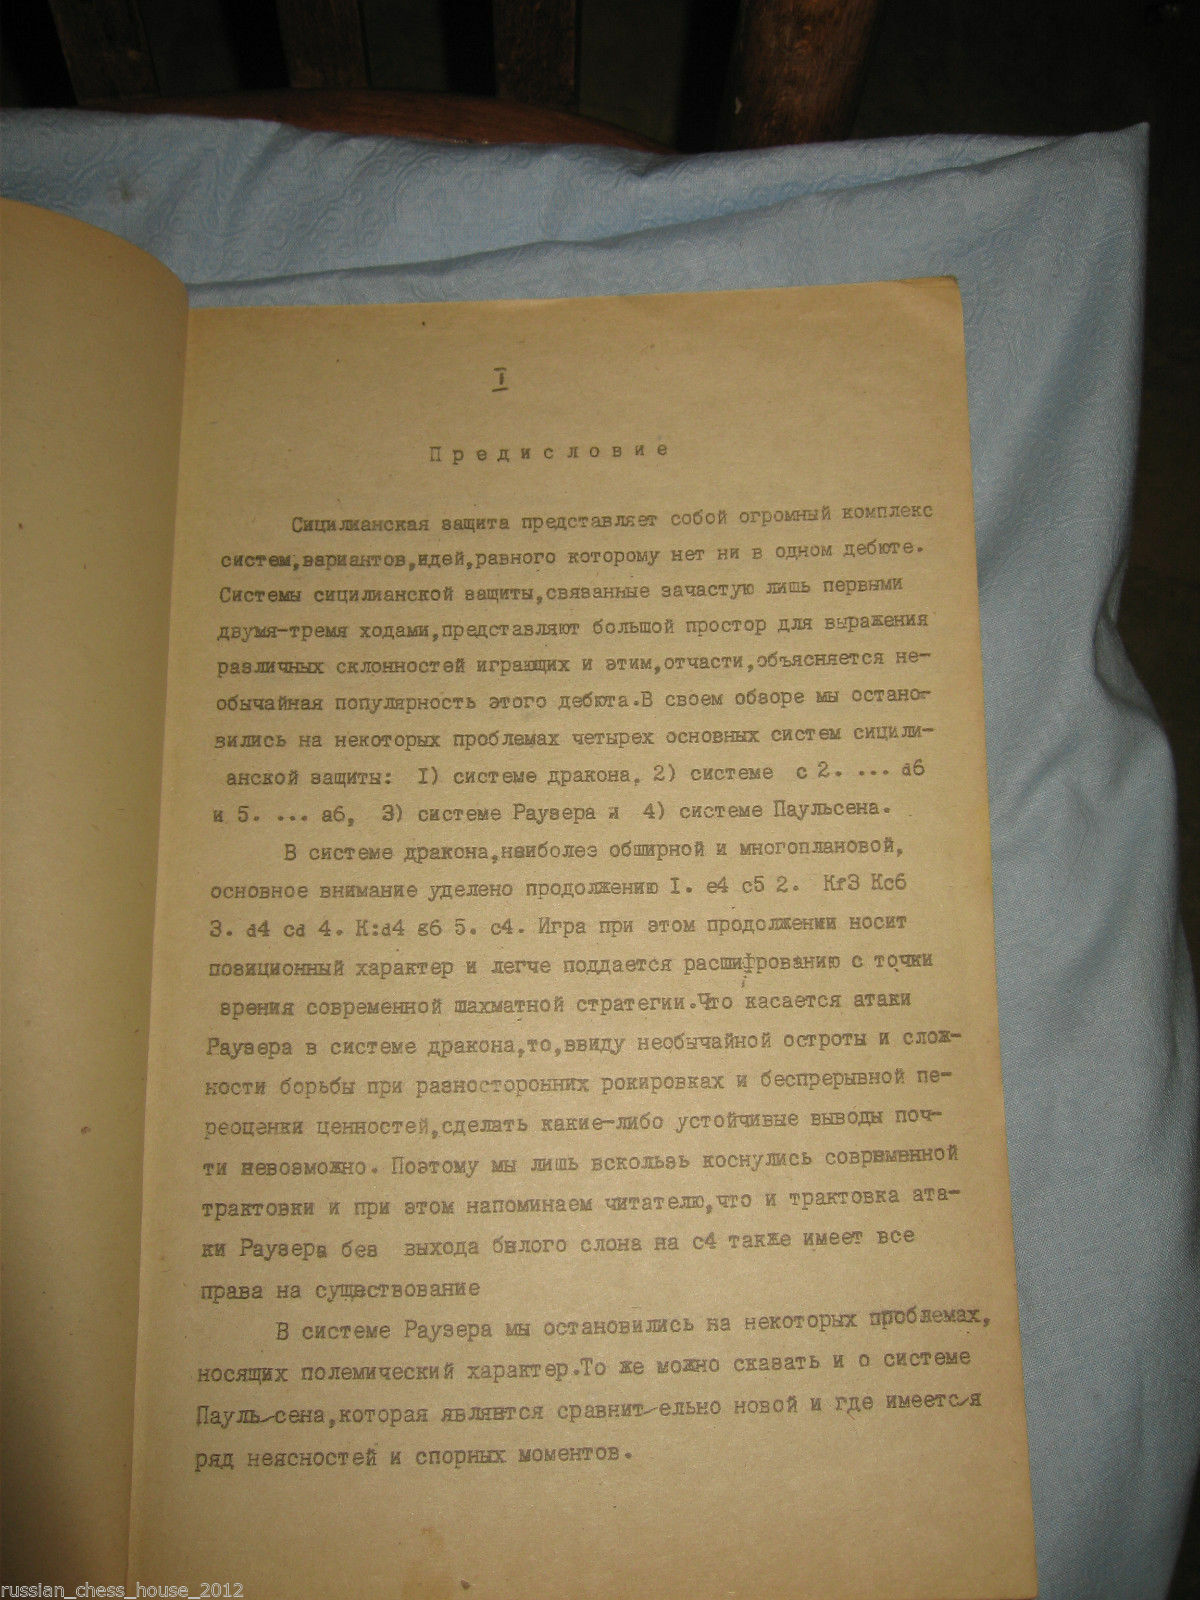 I
Предисловие
Сицилианская защита представляет собой огромный комплекс
систем,вариантов,идей,равного которому нет ни в одном дебюте.
Системы сицилианской защиты,связанные зачастую лишь первыми
двумя-тремя ходами,представляют большой простор для выражения
различных склонностей играющих и этим,отчасти,объясняется не-
обычайная популярность этого дебюта.В своем обзоре мы остано-
вились на некоторых проблемах четырех основных систем сицили-
анской защиты: I) системе дракона, 2) системе с 2. ... d6
и 5. ... a6, 3) системе Раузера и 4) системе Паульсена.
В системе дракона,наиболее обширной и многоплановой,
основное внимание уделено продолжению I. e4 c5 2. Kf3 Kc6
3. d4 cd 4. K:d4 g6 5. c4. Игра при этом продолжении носит
позиционный характер и легче поддается расшифрованию с точки
зрения современной шахматной стратегии.Что касается атаки
Раузера в системе дракона,то,ввиду необычайной остроты и слож-
ности борьбы при разносторонних рокировках и беспрерывной пе-
реоценки ценностей,сделать какие-либо устойчивые выводы поч-
ти невозможно. Поэтому мы лишь вскользь коснулись современной
трактовки и при этом напоминаем читателю,что и трактовка ата-
ки Раузера без выхода белого слона на c4 также имеет все
права на существование
В системе Раузера мы остановились на некоторых проблемах,
носящих полемический характер.То же можно сказать и о системе
Паульсена,которая является сравнительно новой и где имеется
ряд неясностей и спорных моментов.
russian_chess_house_2012